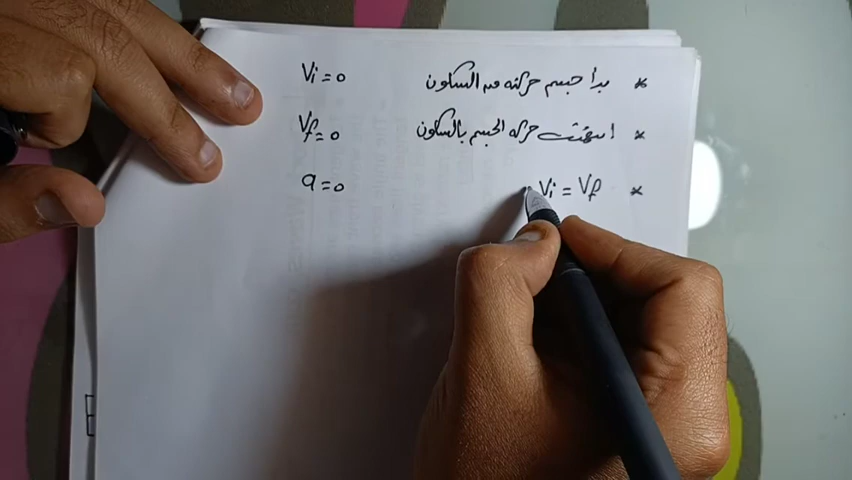 * بدأ جسم حركته من السكون Vi = 0
* انتهت حركة الجسم بالسكون Vf = 0
* Vi = Vf a = 0
E